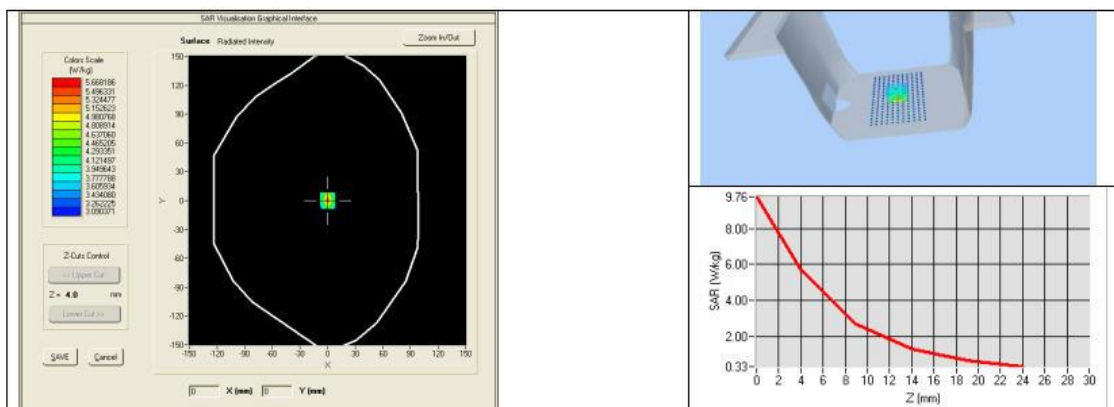 SAR Visualisation Graphical Interface
Surface Radiated Intensity
Zoom In/Out
Colors Scale
(W/kg)
5.668186
5.496331
5.324477
5.152623
4.980768
4.808914
4.637060
4.465205
4.293351
4.121497
3.949643
3.777788
3.605934
3.434080
3.262225
3.090371
Z-Cuts Control
<< Upper Cut
Z = 4.0 mm
Lower Cut >>
SAVE Cancel
150
120
90
60
30
Y 0
-30
-60
-90
-120
-150
-150 -120 -90 -60 -30 0 30 60 90 120 150
X
0 X (mm) 0 Y (mm)
9.76
8.00
6.00
4.00
2.00
0.33
SAR (W/kg)
0 2 4 6 8 10 12 14 16 18 20 22 24 26 28 30
Z (mm)